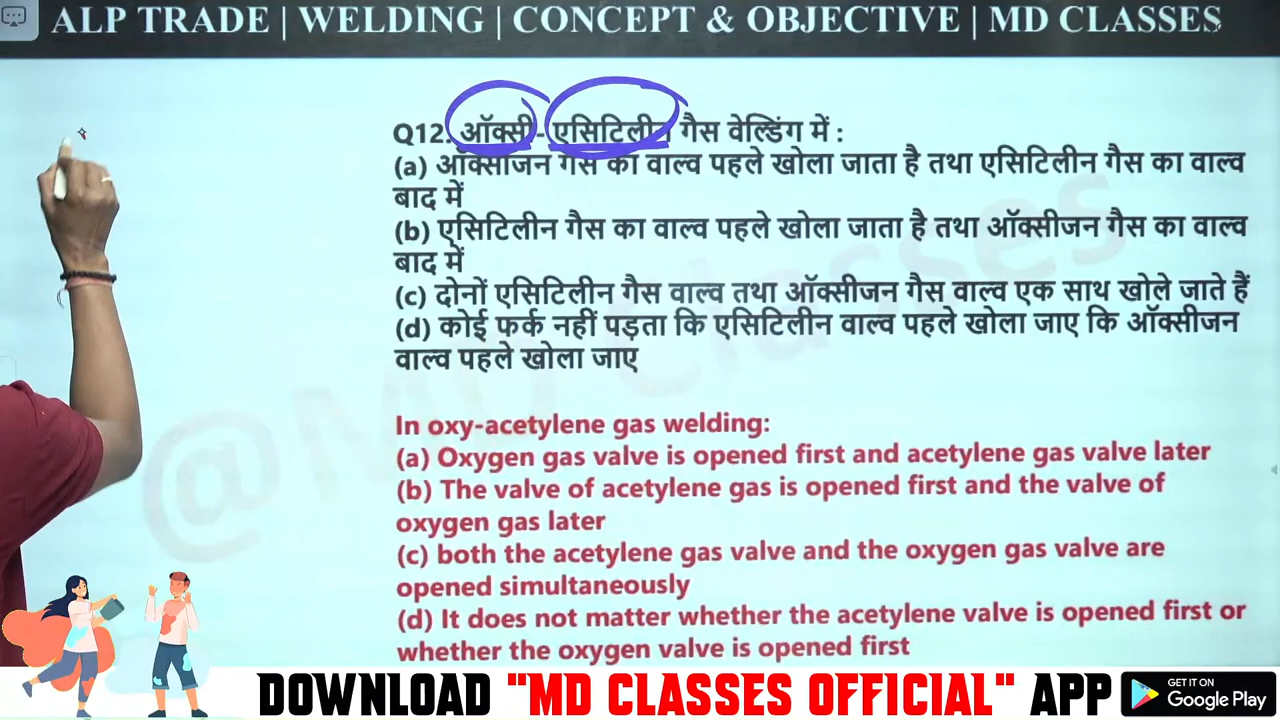 ALP TRADE | WELDING | CONCEPT & OBJECTIVE | MD CLASSES
Q12. ऑक्सी- एसिटिलीन गैस वेल्डिंग में :
(a) ऑक्सीजन गैस का वाल्व पहले खोला जाता है तथा एसिटिलीन गैस का वाल्व
बाद में
(b) एसिटिलीन गैस का वाल्व पहले खोला जाता है तथा ऑक्सीजन गैस का वाल्व
बाद में
(c) दोनों एसिटिलीन गैस वाल्व तथा ऑक्सीजन गैस वाल्व एक साथ खोले जाते हैं
(d) कोई फर्क नहीं पड़ता कि एसिटिलीन वाल्व पहले खोला जाए कि ऑक्सीजन
वाल्व पहले खोला जाए
@MD Classes
In oxy-acetylene gas welding:
(a) Oxygen gas valve is opened first and acetylene gas valve later
(b) The valve of acetylene gas is opened first and the valve of
oxygen gas later
(c) both the acetylene gas valve and the oxygen gas valve are
opened simultaneously
(d) It does not matter whether the acetylene valve is opened first or
whether the oxygen valve is opened first
DOWNLOAD "MD CLASSES OFFICIAL" APP
GET IT ON
Google Play